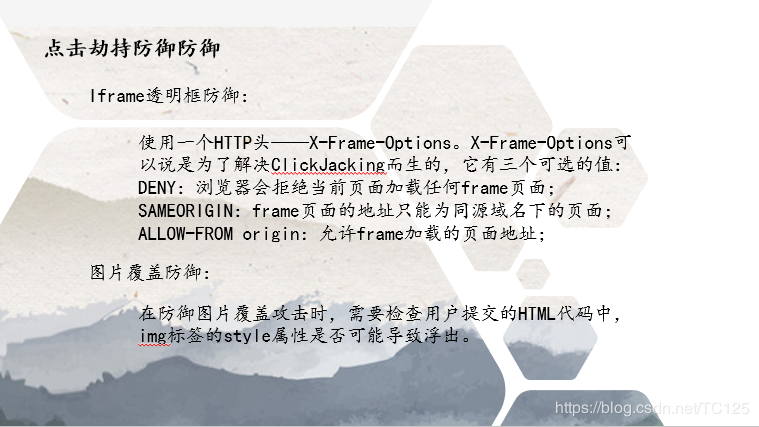 点击劫持防御防御
Iframe透明框防御：
使用一个HTTP头——X-Frame-Options。X-Frame-Options可
以说是为了解决ClickJacking而生的，它有三个可选的值：
DENY：浏览器会拒绝当前页面加载任何frame页面；
SAMEORIGIN：frame页面的地址只能为同源域名下的页面；
ALLOW-FROM origin：允许frame加载的页面地址；
图片覆盖防御：
在防御图片覆盖攻击时，需要检查用户提交的HTML代码中，
img标签的style属性是否可能导致浮出。
https://blog.csdn.net/TC125